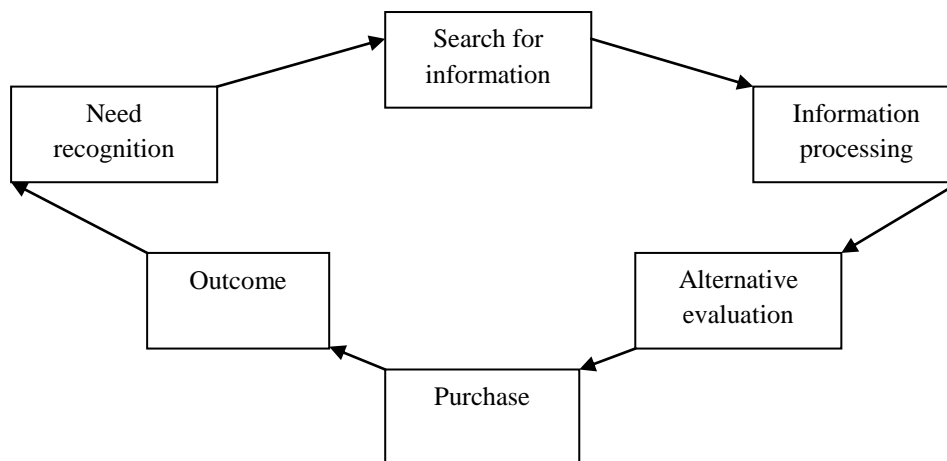 Search for
information
Need
recognition
Information
processing
Outcome
Alternative
evaluation
Purchase